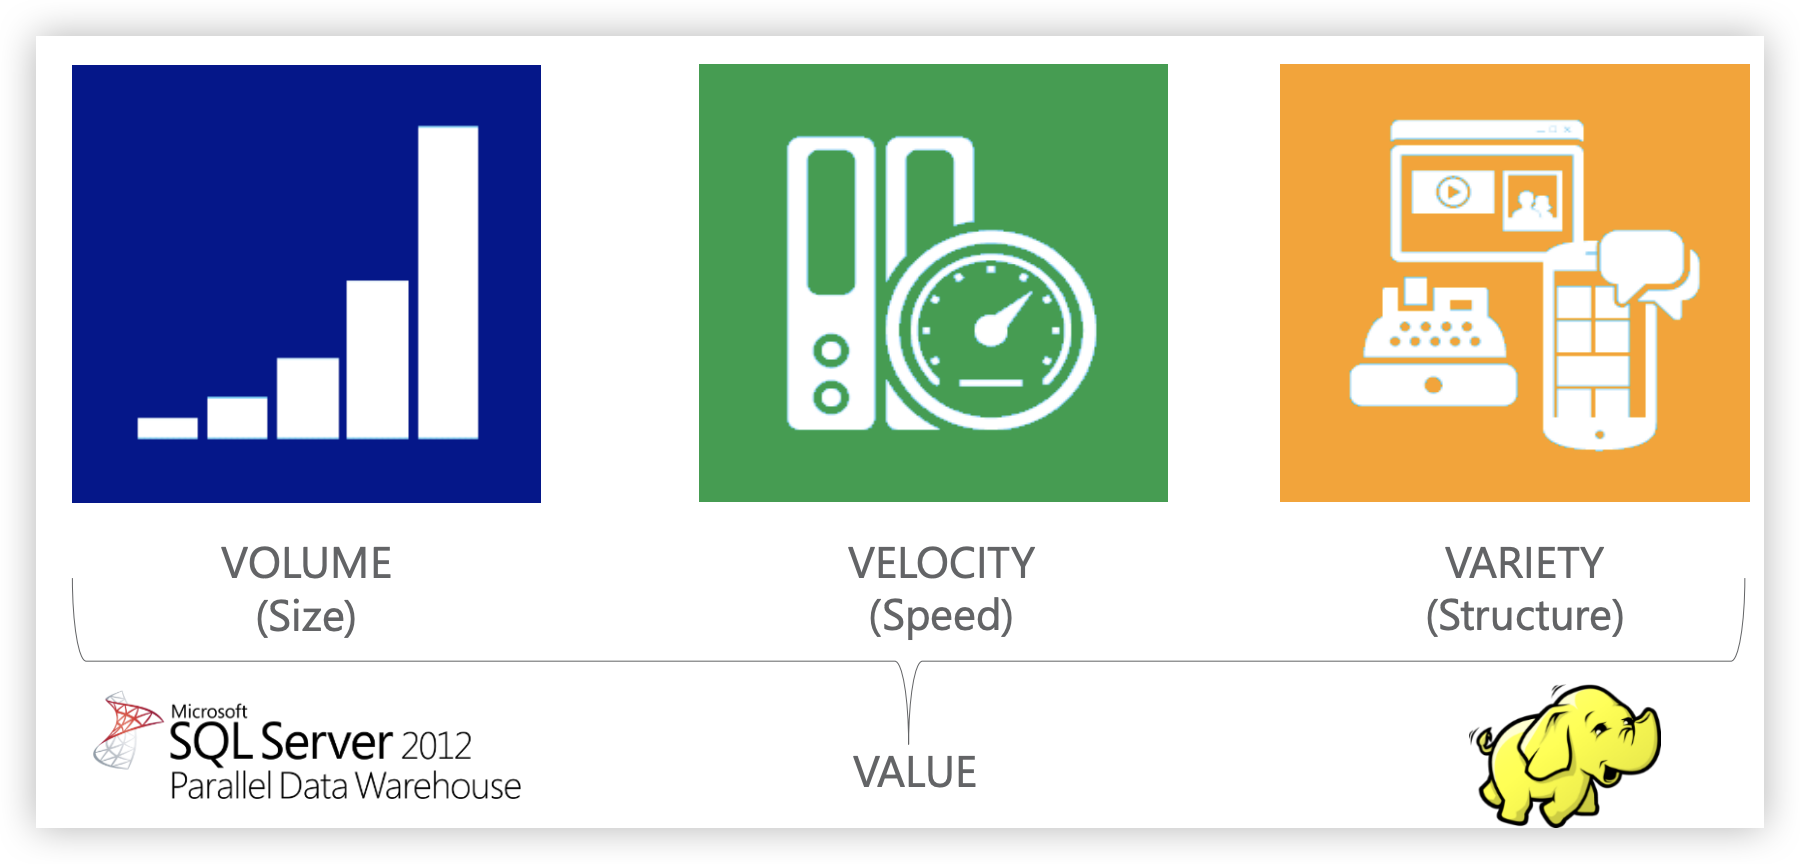 VOLUME
(Size)
VELOCITY
(Speed)
VARIETY
(Structure)
Microsoft
SQL Server 2012
Parallel Data Warehouse
VALUE